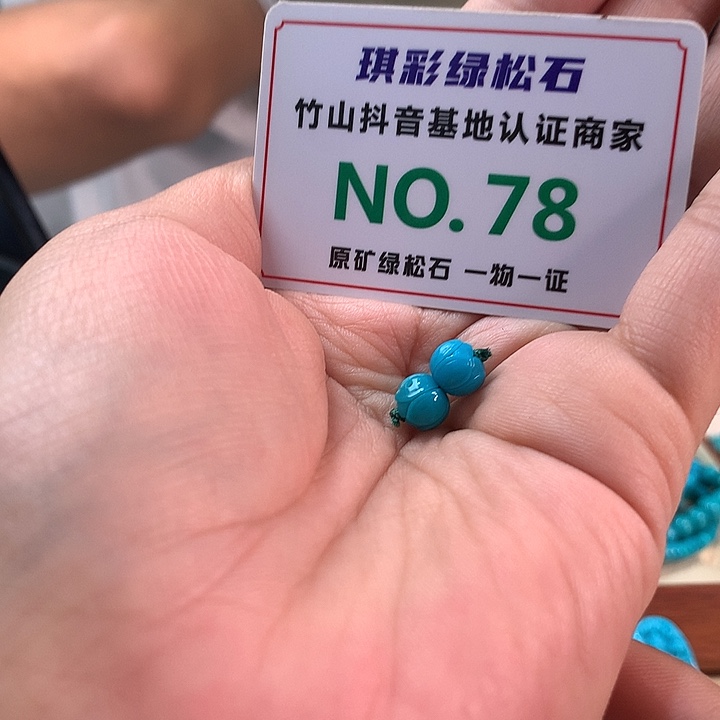 琪彩绿松石
竹山抖音基地认证商家
NO. 78
原矿绿松石 一物一证